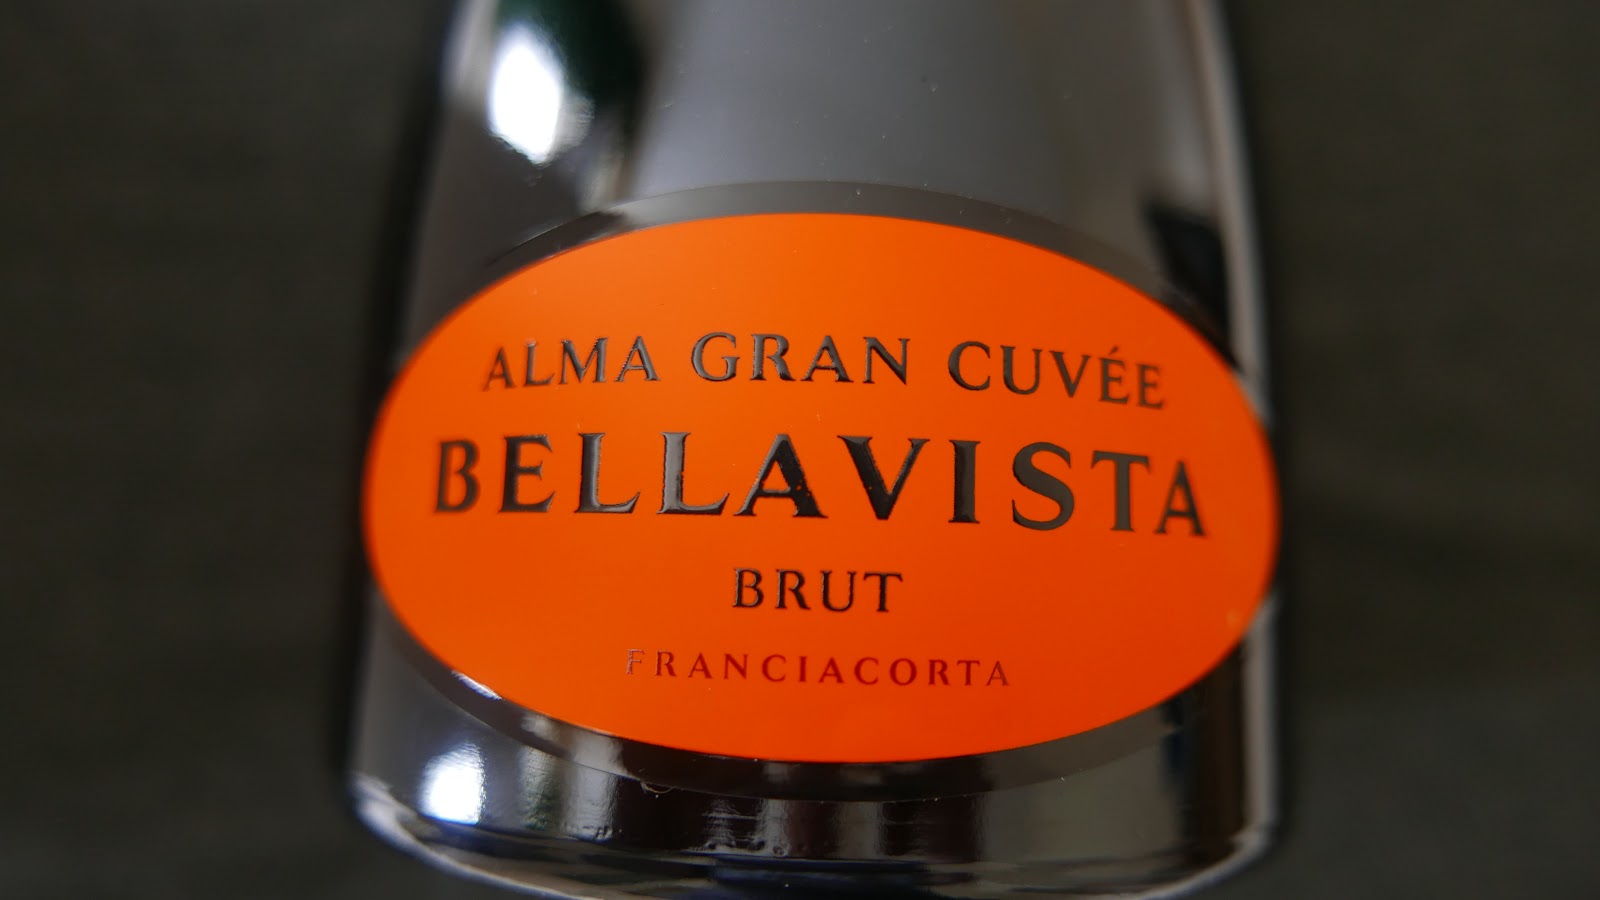 ALMA GRAN CUVÉE
BELLAVISTA
BRUT
FRANCIACORTA